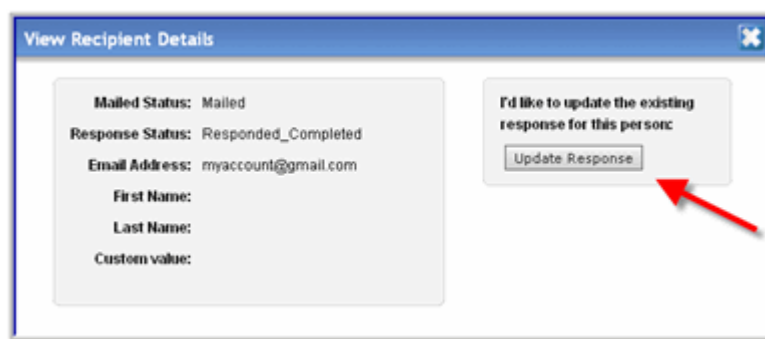 View Recipient Details
Mailed Status: Mailed
Response Status: Responded_Completed
Email Address: myaccount@gmail.com
First Name:
Last Name:
Custom value:
I'd like to update the existing
response for this person:
Update Response